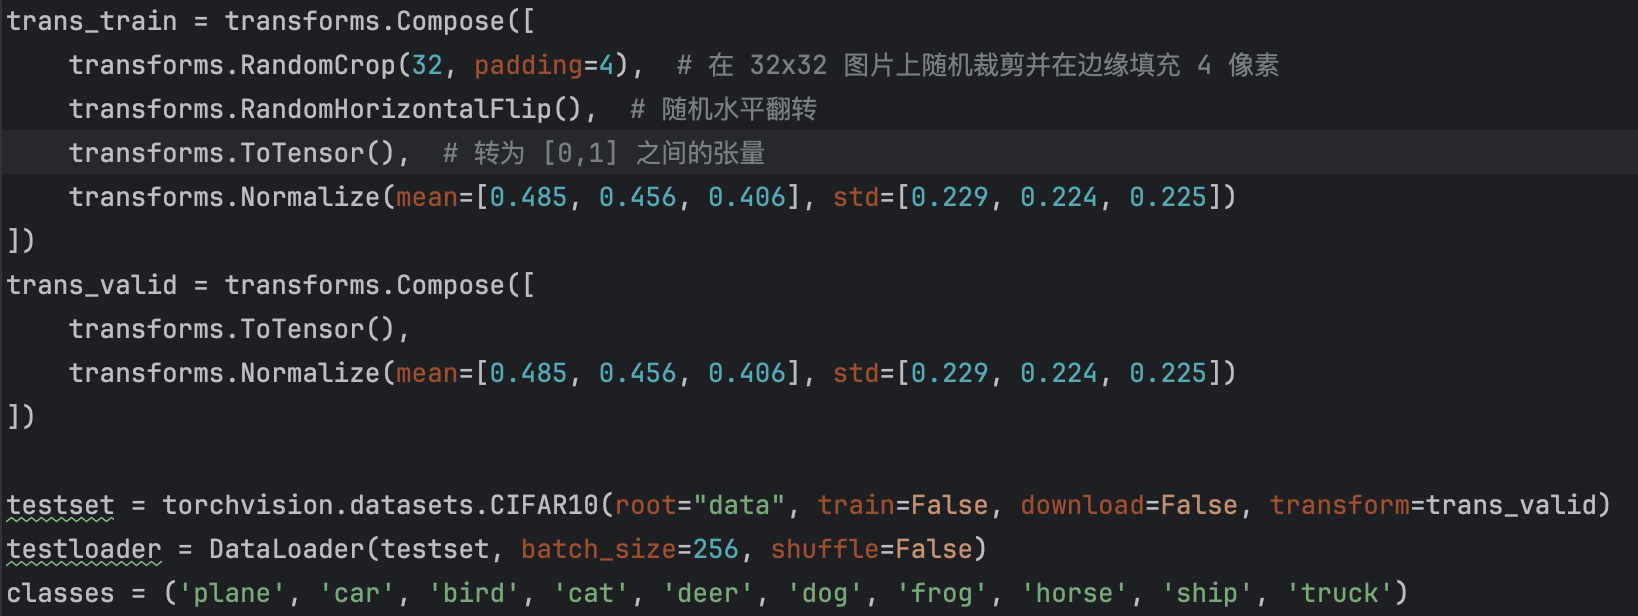 trans_train = transforms.Compose([
    transforms.RandomCrop(32, padding=4),  # 在 32x32 图片上随机裁剪并在边缘填充 4 像素
    transforms.RandomHorizontalFlip(),  # 随机水平翻转
    transforms.ToTensor(),  # 转为 [0,1] 之间的张量
    transforms.Normalize(mean=[0.485, 0.456, 0.406], std=[0.229, 0.224, 0.225])
])
trans_valid = transforms.Compose([
    transforms.ToTensor(),
    transforms.Normalize(mean=[0.485, 0.456, 0.406], std=[0.229, 0.224, 0.225])
])

testset = torchvision.datasets.CIFAR10(root="data", train=False, download=False, transform=trans_valid)
testloader = DataLoader(testset, batch_size=256, shuffle=False)
classes = ('plane', 'car', 'bird', 'cat', 'deer', 'dog', 'frog', 'horse', 'ship', 'truck')